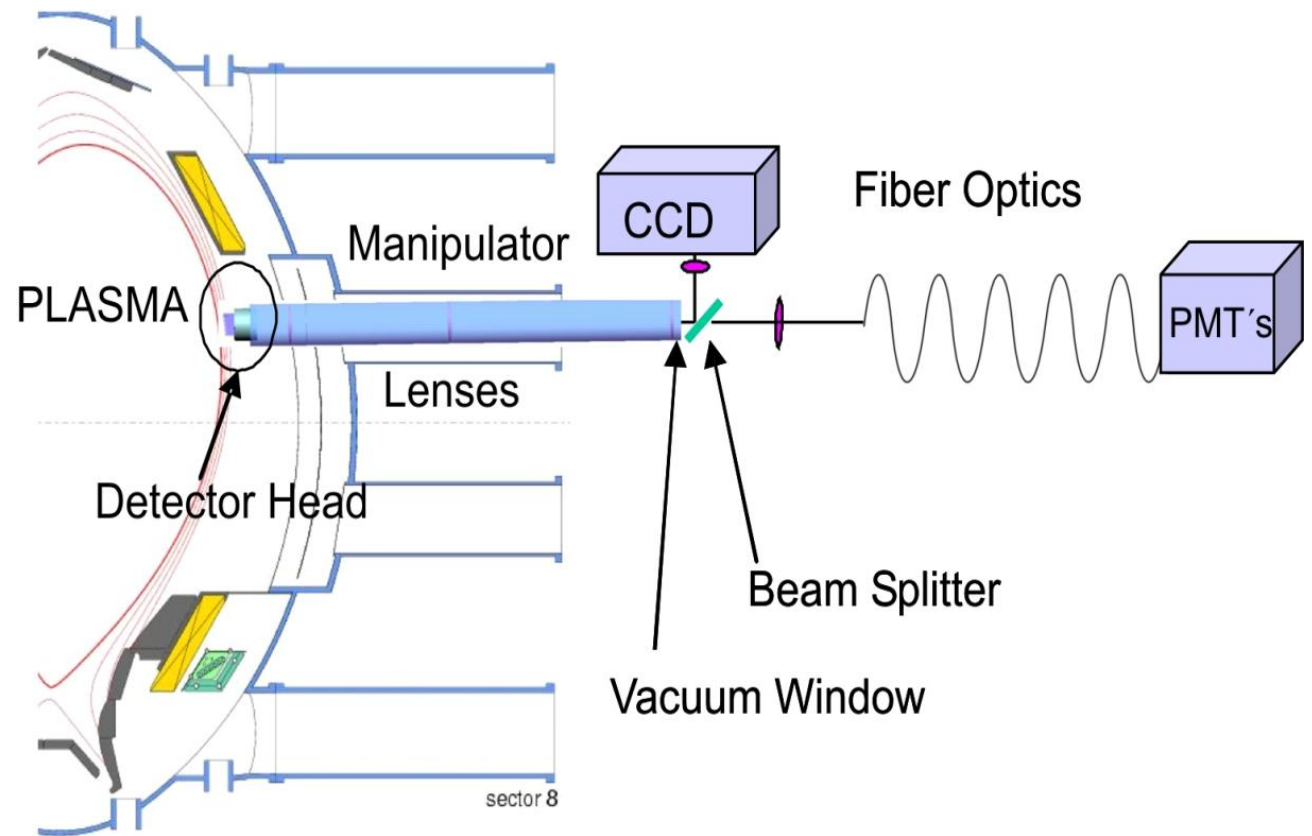 Fiber Optics
CCD
Manipulator
PLASMA
PMT´s
Lenses
Detector Head
Beam Splitter
Vacuum Window
sector 8